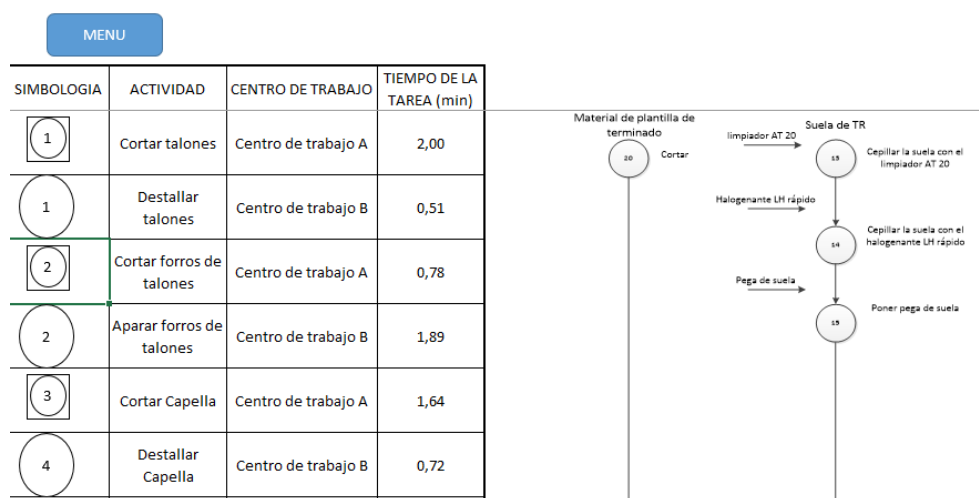 MENU
SIMBOLOGIA ACTIVIDAD CENTRO DE TRABAJO TIEMPO DE LA TAREA (min)
1 Cortar talones Centro de trabajo A 2,00
1 Destallar talones Centro de trabajo B 0,51
2 Cortar forros de talones Centro de trabajo A 0,78
2 Aparar forros de talones Centro de trabajo B 1,89
3 Cortar Capella Centro de trabajo A 1,64
4 Destallar Capella Centro de trabajo B 0,72
Material de plantilla de
terminado
20 Cortar
Suela de TR
limpiador AT 20
13 Cepillar la suela con el
limpiador AT 20
Halogenante LH rápido
14 Cepillar la suela con el
halogenante LH rápido
Pega de suela
15 Poner pega de suela